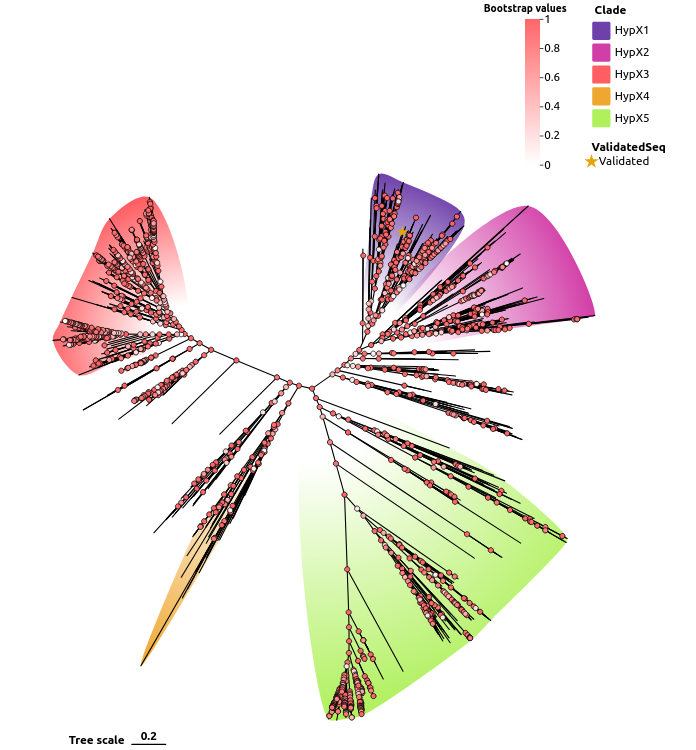 Bootstrap values
1
0.8
0.6
0.4
0.2
0
Clade
HypX1
HypX2
HypX3
HypX4
HypX5
ValidatedSeq
Validated
Tree scale 0.2